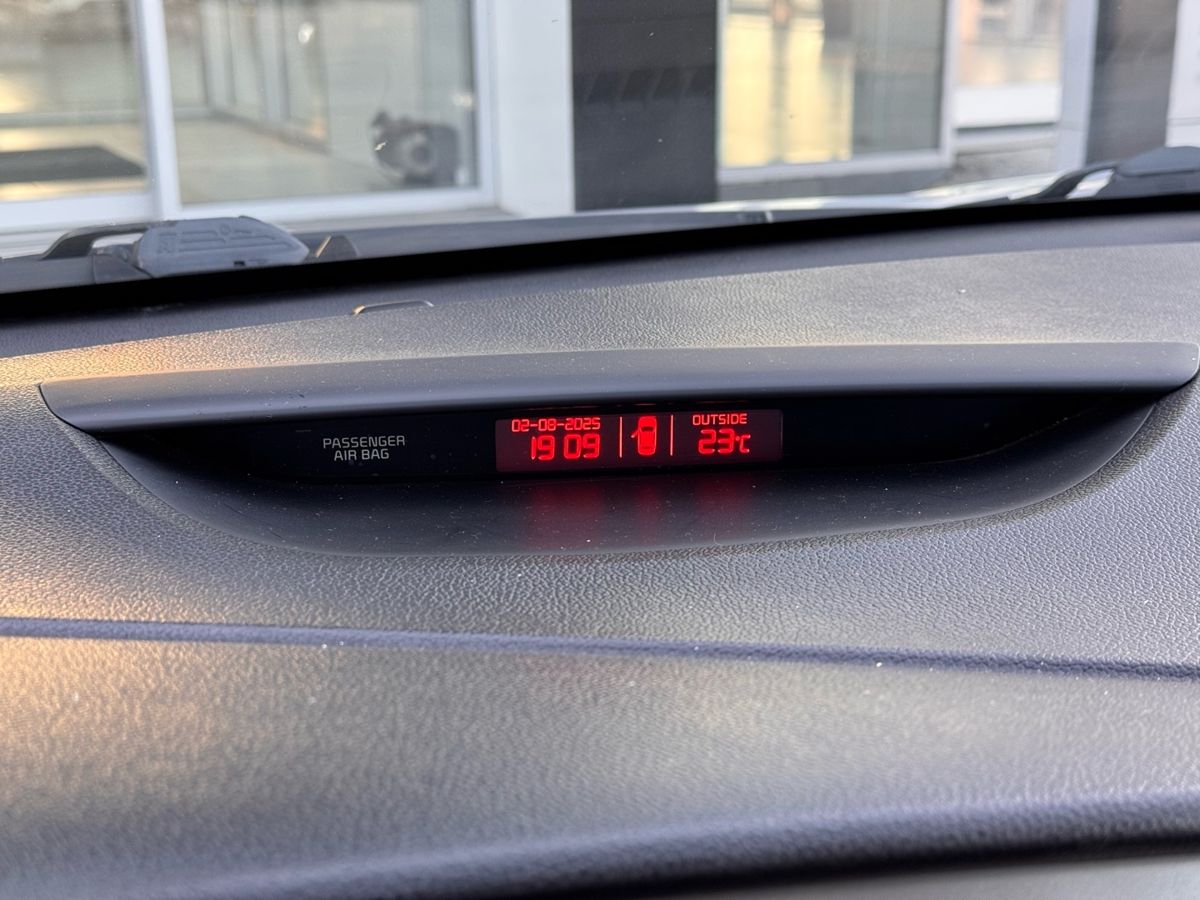 PASSENGER
AIR BAG
02-08-2025
19 09
OUTSIDE
23°C